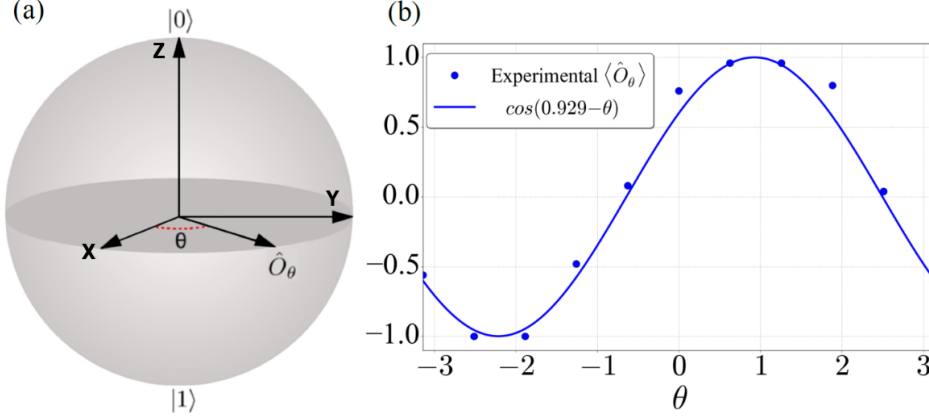 (a)
|0⟩
Z
Y
X
θ
Ô_θ
|1⟩
(b)
1.0
0.5
0.0
−0.5
−1.0
Experimental ⟨Ô_θ⟩
cos(0.929−θ)
−3 −2 −1 0 1 2 3
θ